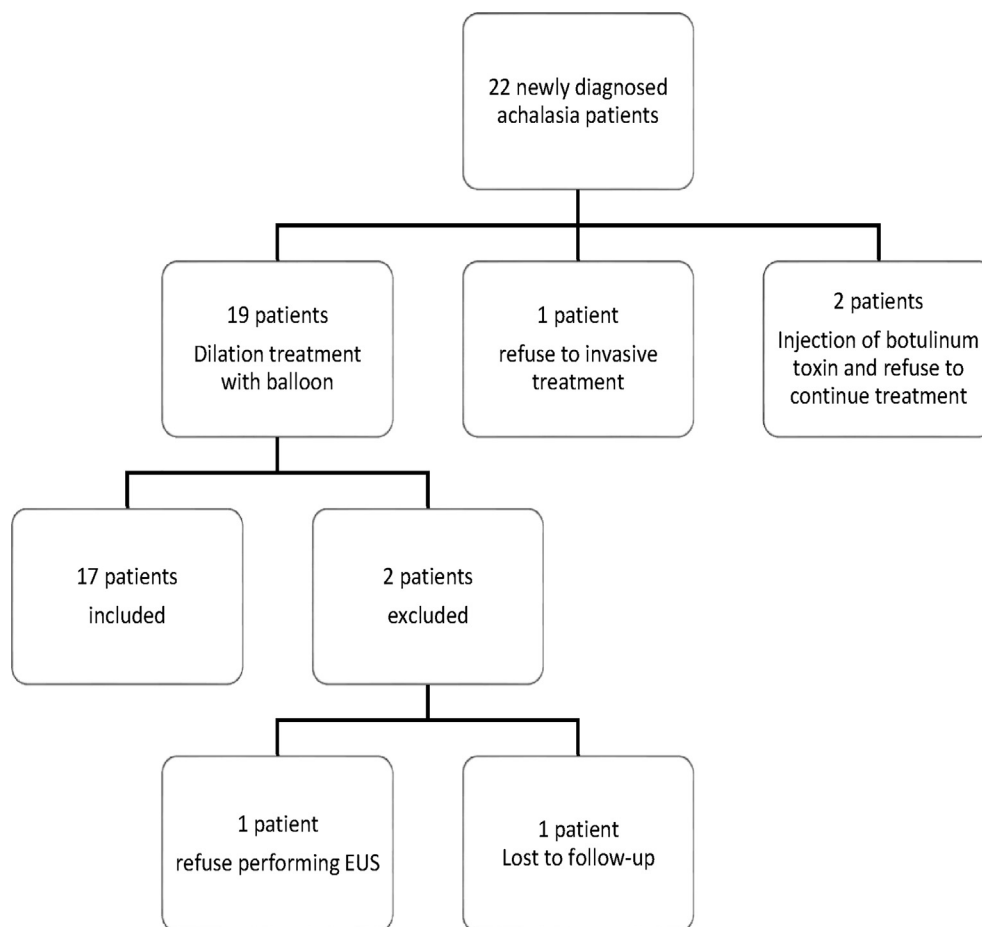 22 newly diagnosed
achalasia patients
19 patients
Dilation treatment
with balloon
1 patient
refuse to invasive
treatment
2 patients
Injection of botulinum
toxin and refuse to
continue treatment
17 patients
included
2 patients
excluded
1 patient
refuse performing EUS
1 patient
Lost to follow-up